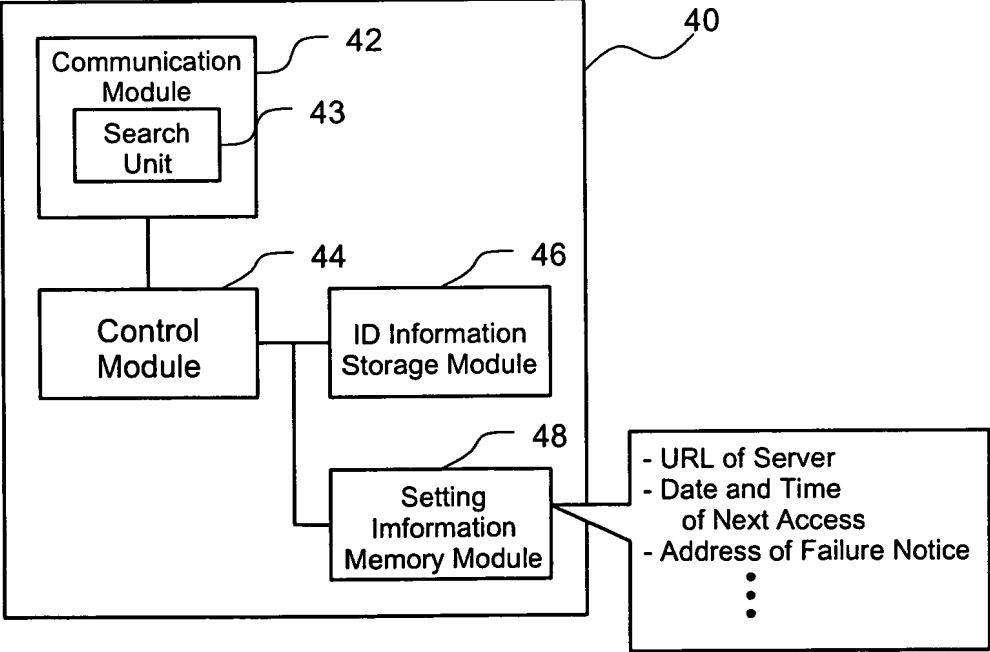 40
42
Communication
Module
43
Search
Unit
44
Control
Module
46
ID Information
Storage Module
48
Setting
Imformation
Memory Module
- URL of Server
- Date and Time
of Next Access
- Address of Failure Notice